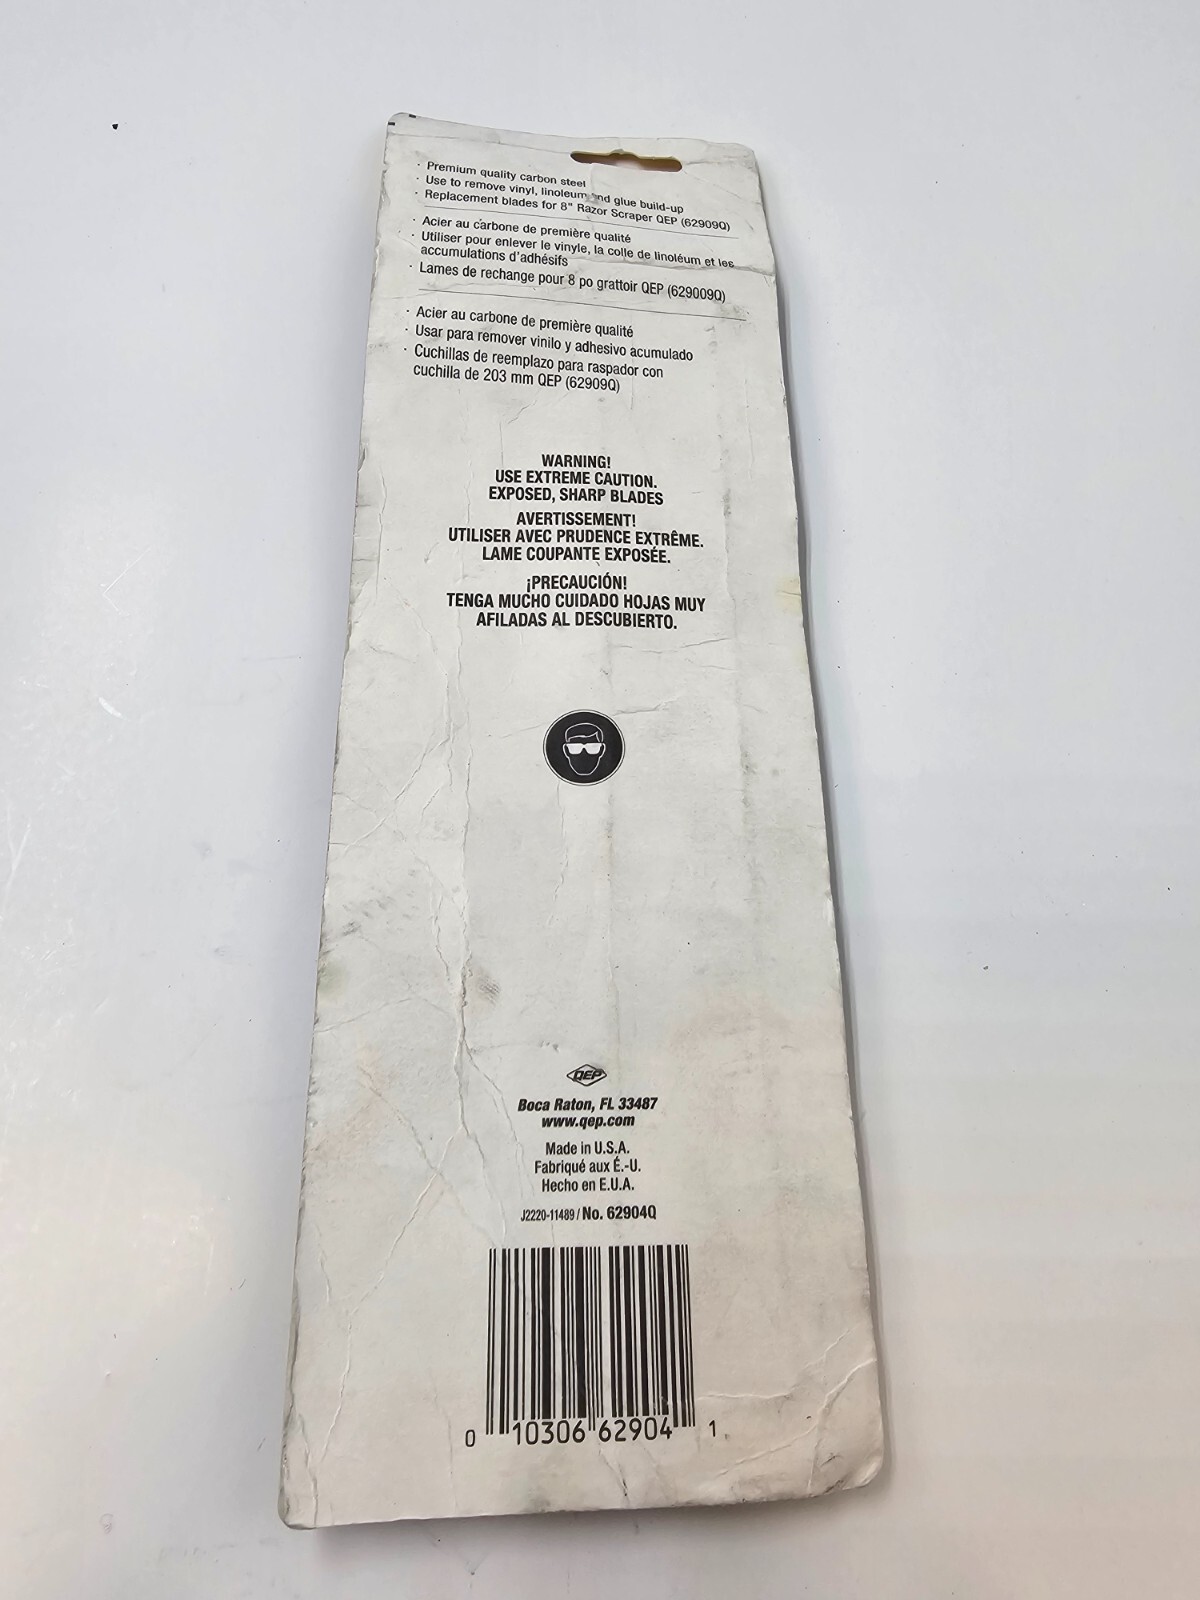 · Premium quality carbon steel
· Use to remove vinyl, linoleum and glue build-up
· Replacement blades for 8" Razor Scraper QEP (62909Q)
· Acier au carbone de première qualité
· Utiliser pour enlever le vinyle, la colle de linoléum et les
accumulations d'adhésifs
· Lames de rechange pour 8 po grattoir QEP (629009Q)
· Acier au carbone de première qualité
· Usar para remover vinilo y adhesivo acumulado
· Cuchillas de reemplazo para raspador con
cuchilla de 203 mm QEP (62909Q)
WARNING!
USE EXTREME CAUTION.
EXPOSED, SHARP BLADES
AVERTISSEMENT!
UTILISER AVEC PRUDENCE EXTRÊME.
LAME COUPANTE EXPOSÉE.
¡PRECAUCIÓN!
TENGA MUCHO CUIDADO HOJAS MUY
AFILADAS AL DESCUBIERTO.
QEP
Boca Raton, FL 33487
www.qep.com
Made in U.S.A.
Fabriqué aux É.-U.
Hecho en E.U.A.
J2220-11489 / No. 62904Q
0 10306 62904 1